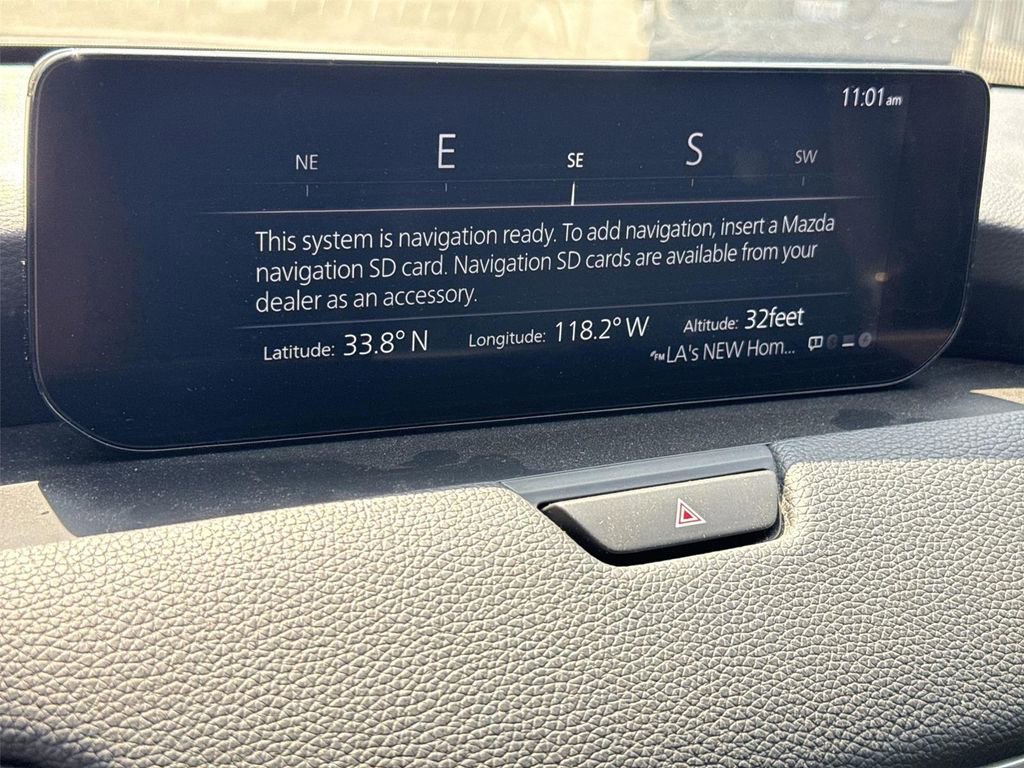 11:01am
NE E SE S SW
This system is navigation ready. To add navigation, insert a Mazda
navigation SD card. Navigation SD cards are available from your
dealer as an accessory.
Latitude: 33.8° N Longitude: 118.2° W Altitude: 32feet
FM LA's NEW Hom...